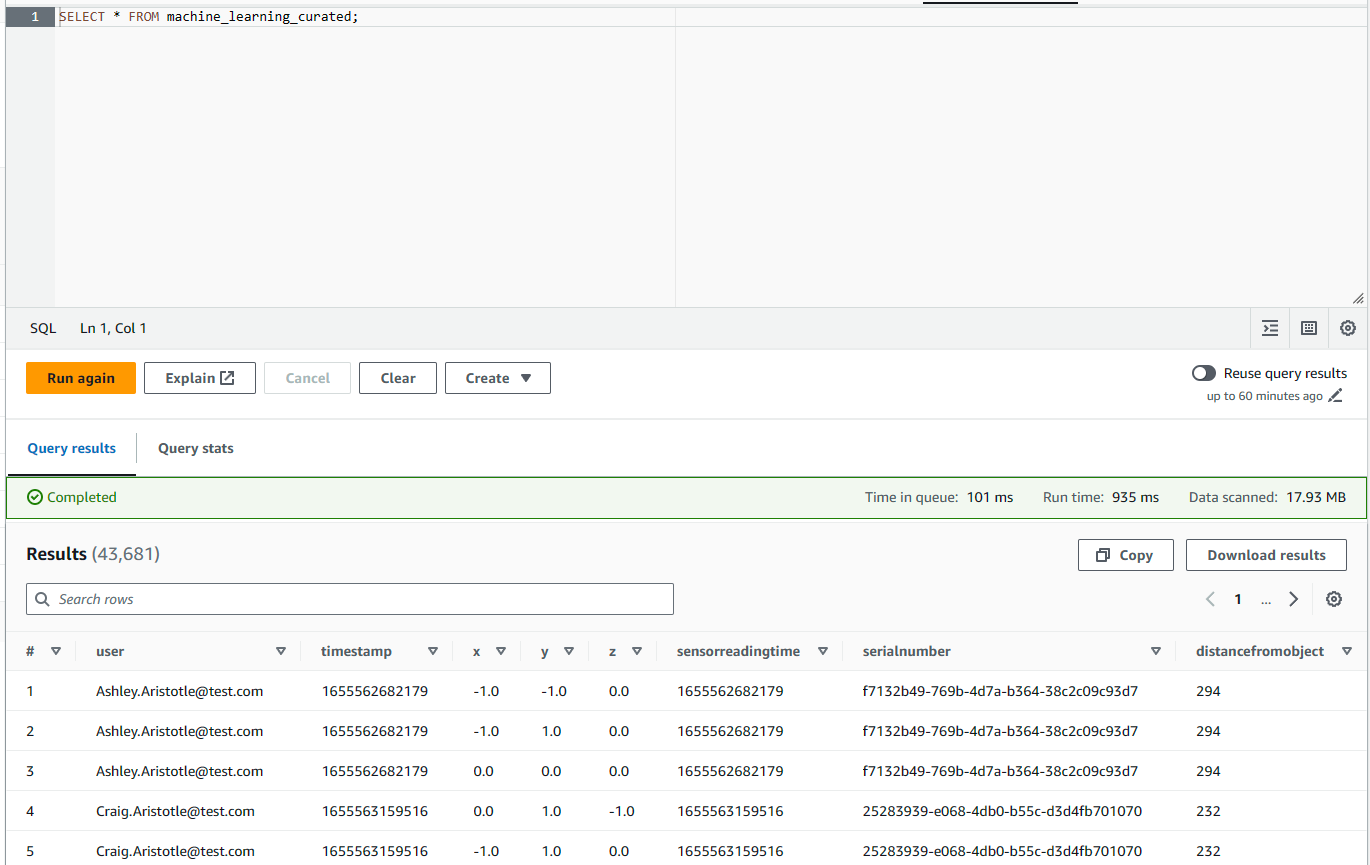 1 SELECT * FROM machine_learning_curated;
SQL Ln 1, Col 1
Run again Explain Cancel Clear Create Reuse query results
up to 60 minutes ago
Query results Query stats
Completed Time in queue: 101 ms Run time: 935 ms Data scanned: 17.93 MB
Results (43,681) Copy Download results
Search rows 1 ...
# user timestamp x y z sensorreadingtime serialnumber distancefromobject
1 Ashley.Aristotle@test.com 1655562682179 -1.0 -1.0 0.0 1655562682179 f7132b49-769b-4d7a-b364-38c2c09c93d7 294
2 Ashley.Aristotle@test.com 1655562682179 -1.0 1.0 0.0 1655562682179 f7132b49-769b-4d7a-b364-38c2c09c93d7 294
3 Ashley.Aristotle@test.com 1655562682179 0.0 0.0 0.0 1655562682179 f7132b49-769b-4d7a-b364-38c2c09c93d7 294
4 Craig.Aristotle@test.com 1655563159516 0.0 1.0 -1.0 1655563159516 25283939-e068-4db0-b55c-d3d4fb701070 232
5 Craig.Aristotle@test.com 1655563159516 -1.0 1.0 0.0 1655563159516 25283939-e068-4db0-b55c-d3d4fb701070 232